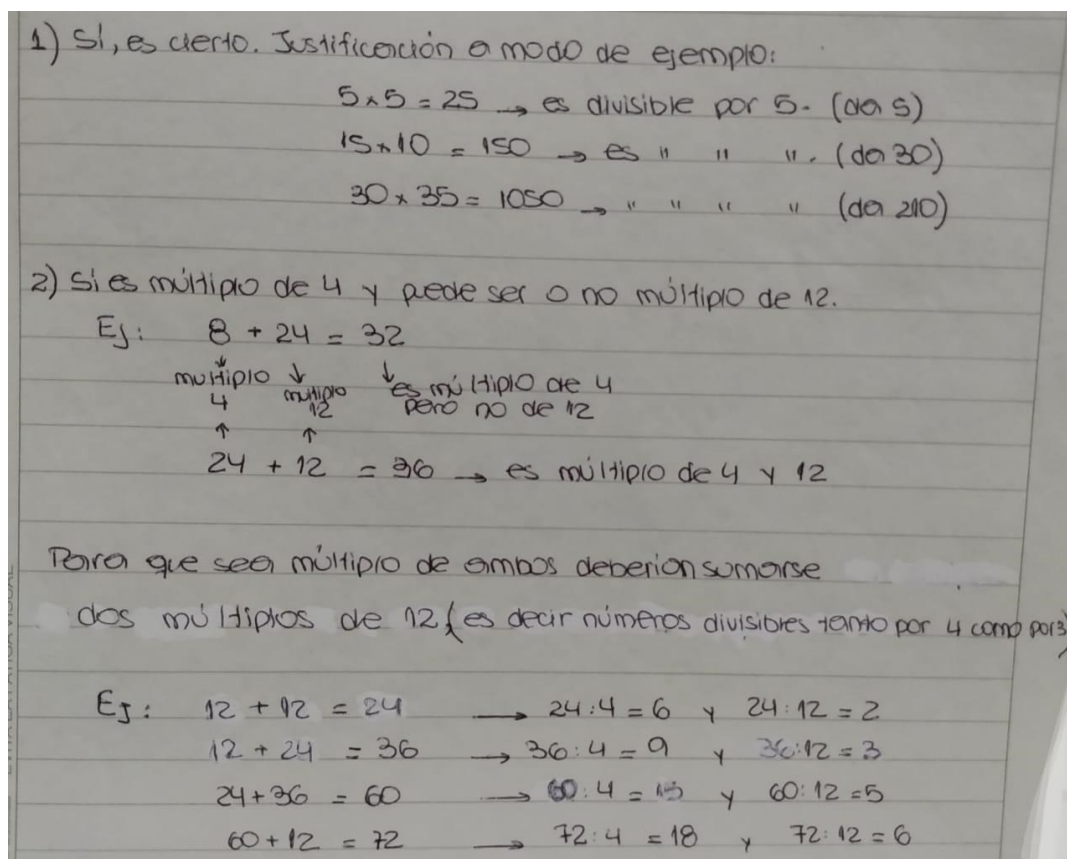 1) Sí, es cierto. Justificación a modo de ejemplo:
5 x 5 = 25 → es divisible por 5. (da 5)
15 x 10 = 150 → es " " ". (da 30)
30 x 35 = 1050 → " " " " (da 210)
2) Si es múltiplo de 4 y puede ser o no múltiplo de 12.
Ej: 8 + 24 = 32
↓ ↓ ↓
multiplo 4 multiplo 12 es múltiplo de 4
pero no de 12
↑ ↑
24 + 12 = 36 → es múltiplo de 4 y 12
Para que sea múltiplo de ambos deberian sumarse
dos múltiplos de 12 (es decir números divisibles tanto por 4 como por 3)
Ej: 12 + 12 = 24 → 24:4 = 6 y 24:12 = 2
12 + 24 = 36 → 36:4 = 9 y 36:12 = 3
24 + 36 = 60 → 60:4 = 15 y 60:12 = 5
60 + 12 = 72 → 72:4 = 18 y 72:12 = 6